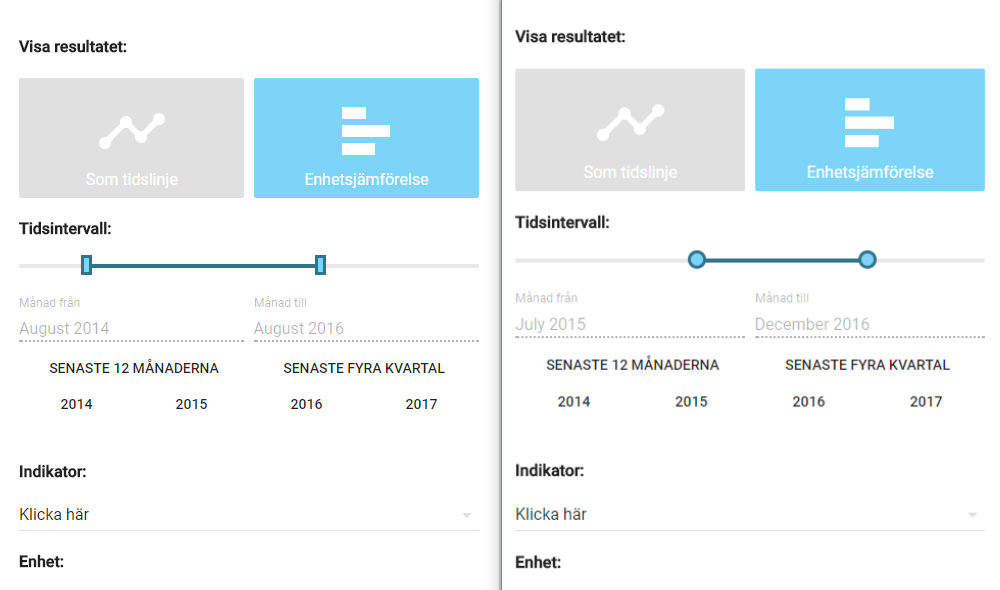 Visa resultatet:
Som tidslinje
Enhetsjämförelse
Tidsintervall:
Månad från
Månad till
August 2014
August 2016
SENASTE 12 MÅNADERNA
SENASTE FYRA KVARTAL
2014
2015
2016
2017
Indikator:
Klicka här
Enhet:
Visa resultatet:
Som tidslinje
Enhetsjämförelse
Tidsintervall:
Månad från
Månad till
July 2015
December 2016
SENASTE 12 MÅNADERNA
SENASTE FYRA KVARTAL
2014
2015
2016
2017
Indikator:
Klicka här
Enhet: